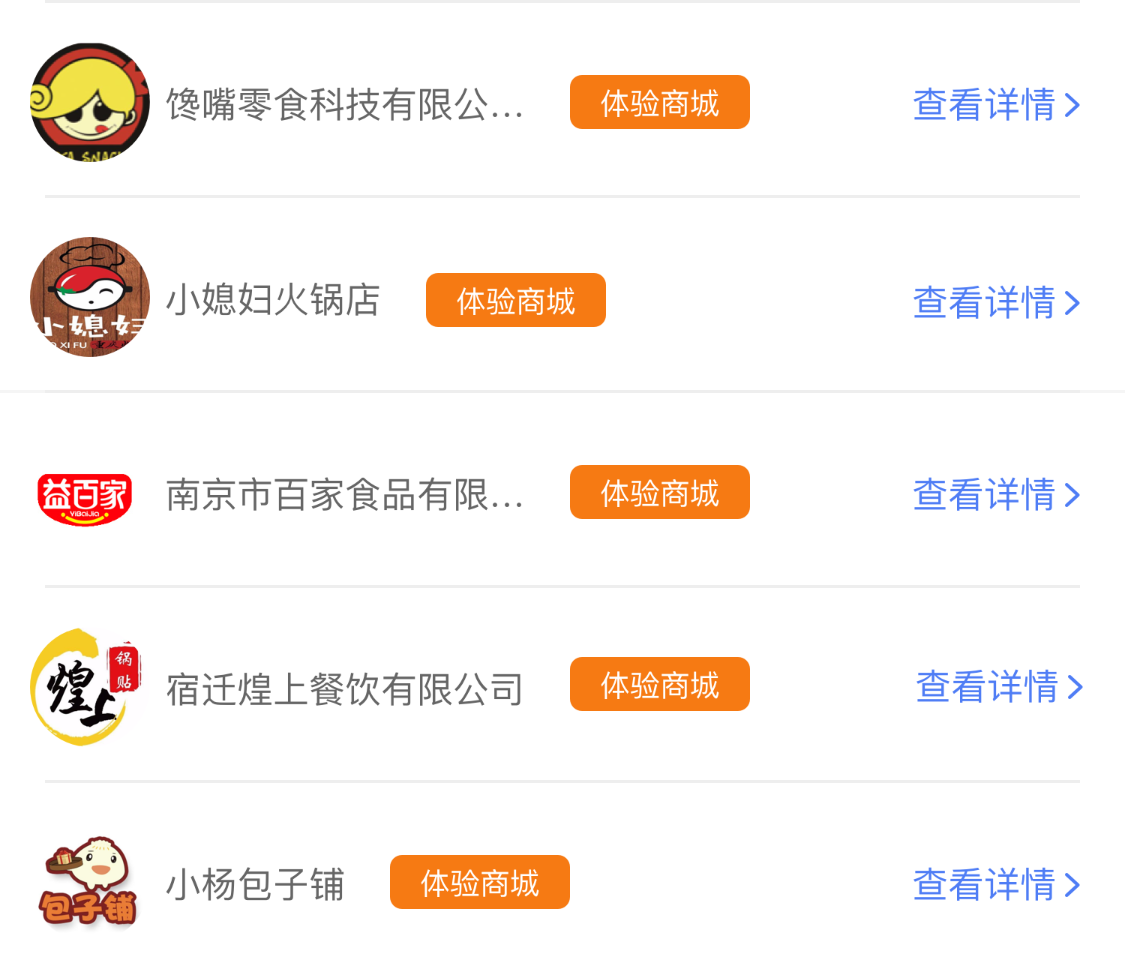 馋嘴零食科技有限公... 体验商城 查看详情 >
小媳妇火锅店 体验商城 查看详情 >
小媳妇
XI FU
益百家
YiBaiJia
南京市百家食品有限... 体验商城 查看详情 >
煌上
锅贴
宿迁煌上餐饮有限公司 体验商城 查看详情 >
包子铺
小杨包子铺 体验商城 查看详情 >